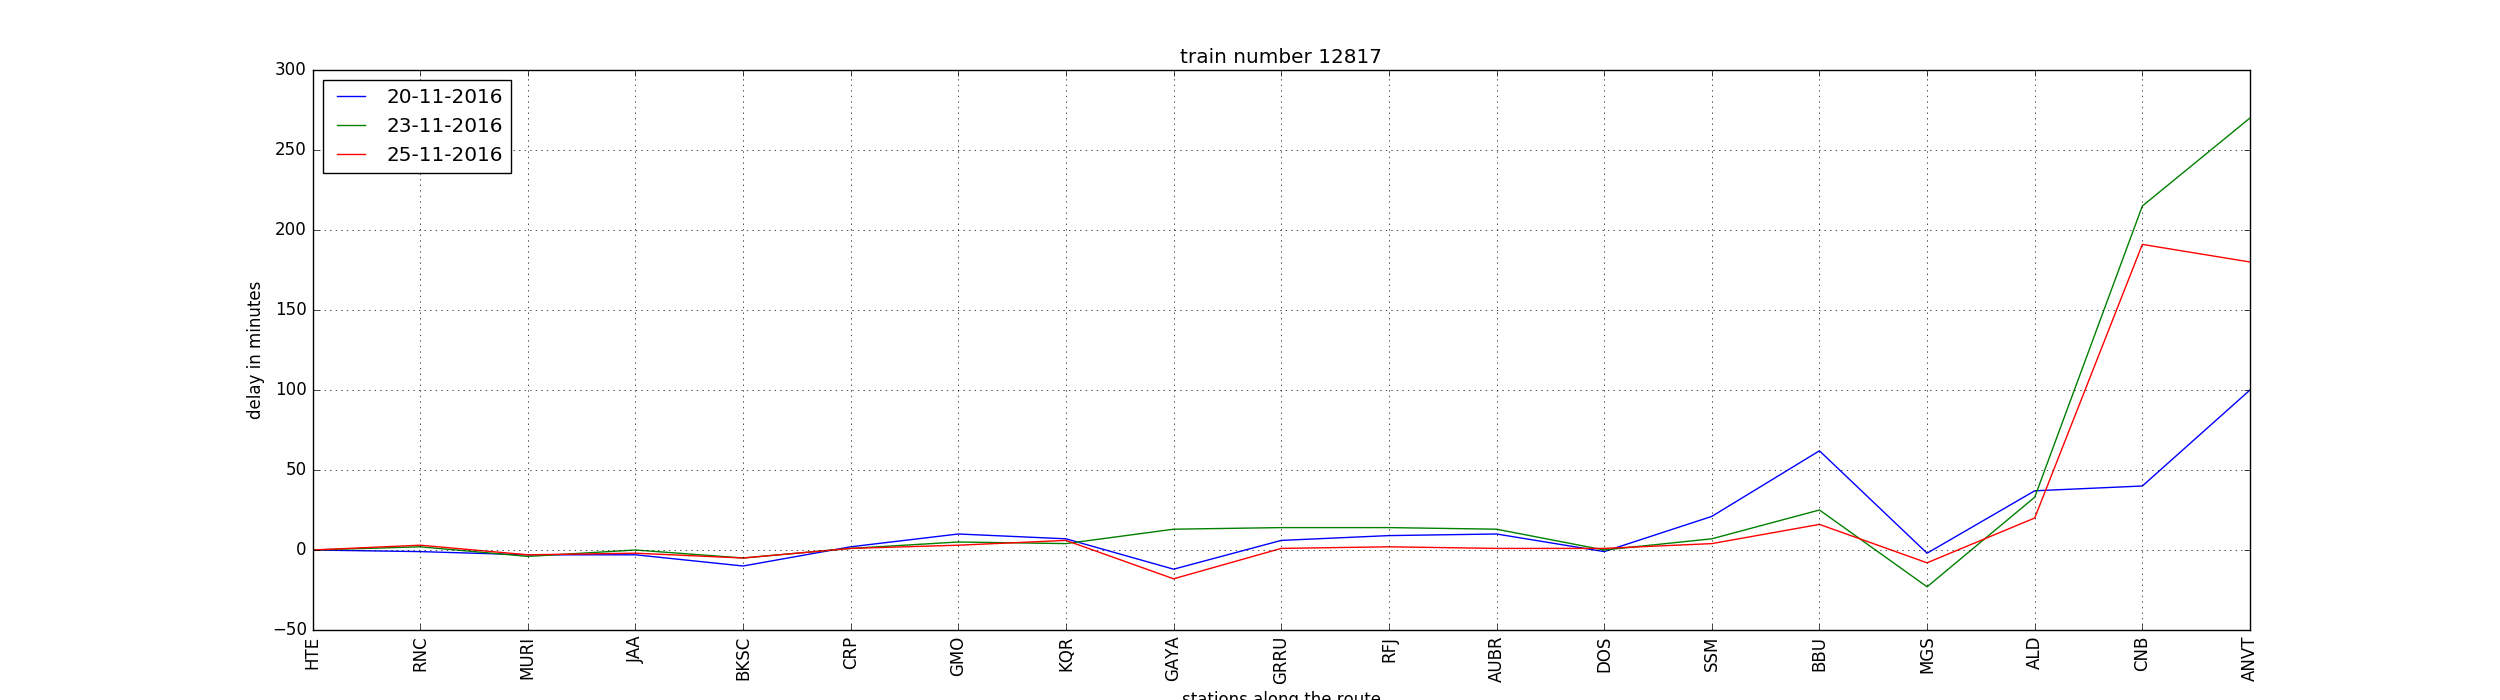 train number 12817
300
250
200
150
100
50
0
−50
20-11-2016
23-11-2016
25-11-2016
delay in minutes
HTE
RNC
MURI
JAA
BKSC
CRP
GMO
KQR
GAYA
GRRU
RFJ
AUBR
DOS
SSM
BBU
MGS
ALD
CNB
ANVT
stations along the route